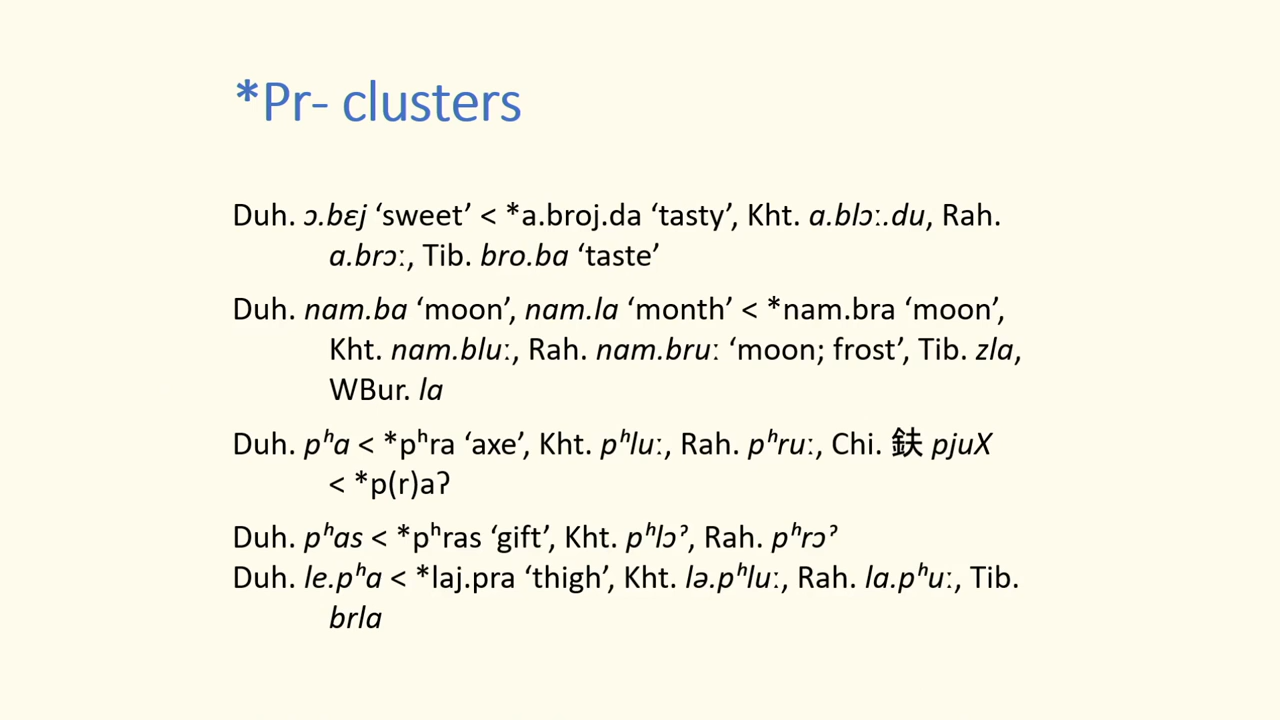 *Pr- clusters
Duh. ɔ.bɛj ‘sweet’ < *a.broj.da ‘tasty’, Kht. a.blɔː.du, Rah.
a.brɔː, Tib. bro.ba ‘taste’
Duh. nam.ba ‘moon’, nam.la ‘month’ < *nam.bra ‘moon’,
Kht. nam.bluː, Rah. nam.bruː ‘moon; frost’, Tib. zla,
WBur. la
Duh. pʰa < *pʰra ‘axe’, Kht. pʰluː, Rah. pʰruː, Chi. 鈇 pjuX
< *p(r)aʔ
Duh. pʰas < *pʰras ‘gift’, Kht. pʰlɔˀ, Rah. pʰrɔˀ
Duh. le.pʰa < *laj.pra ‘thigh’, Kht. lə.pʰluː, Rah. la.pʰuː, Tib.
brla